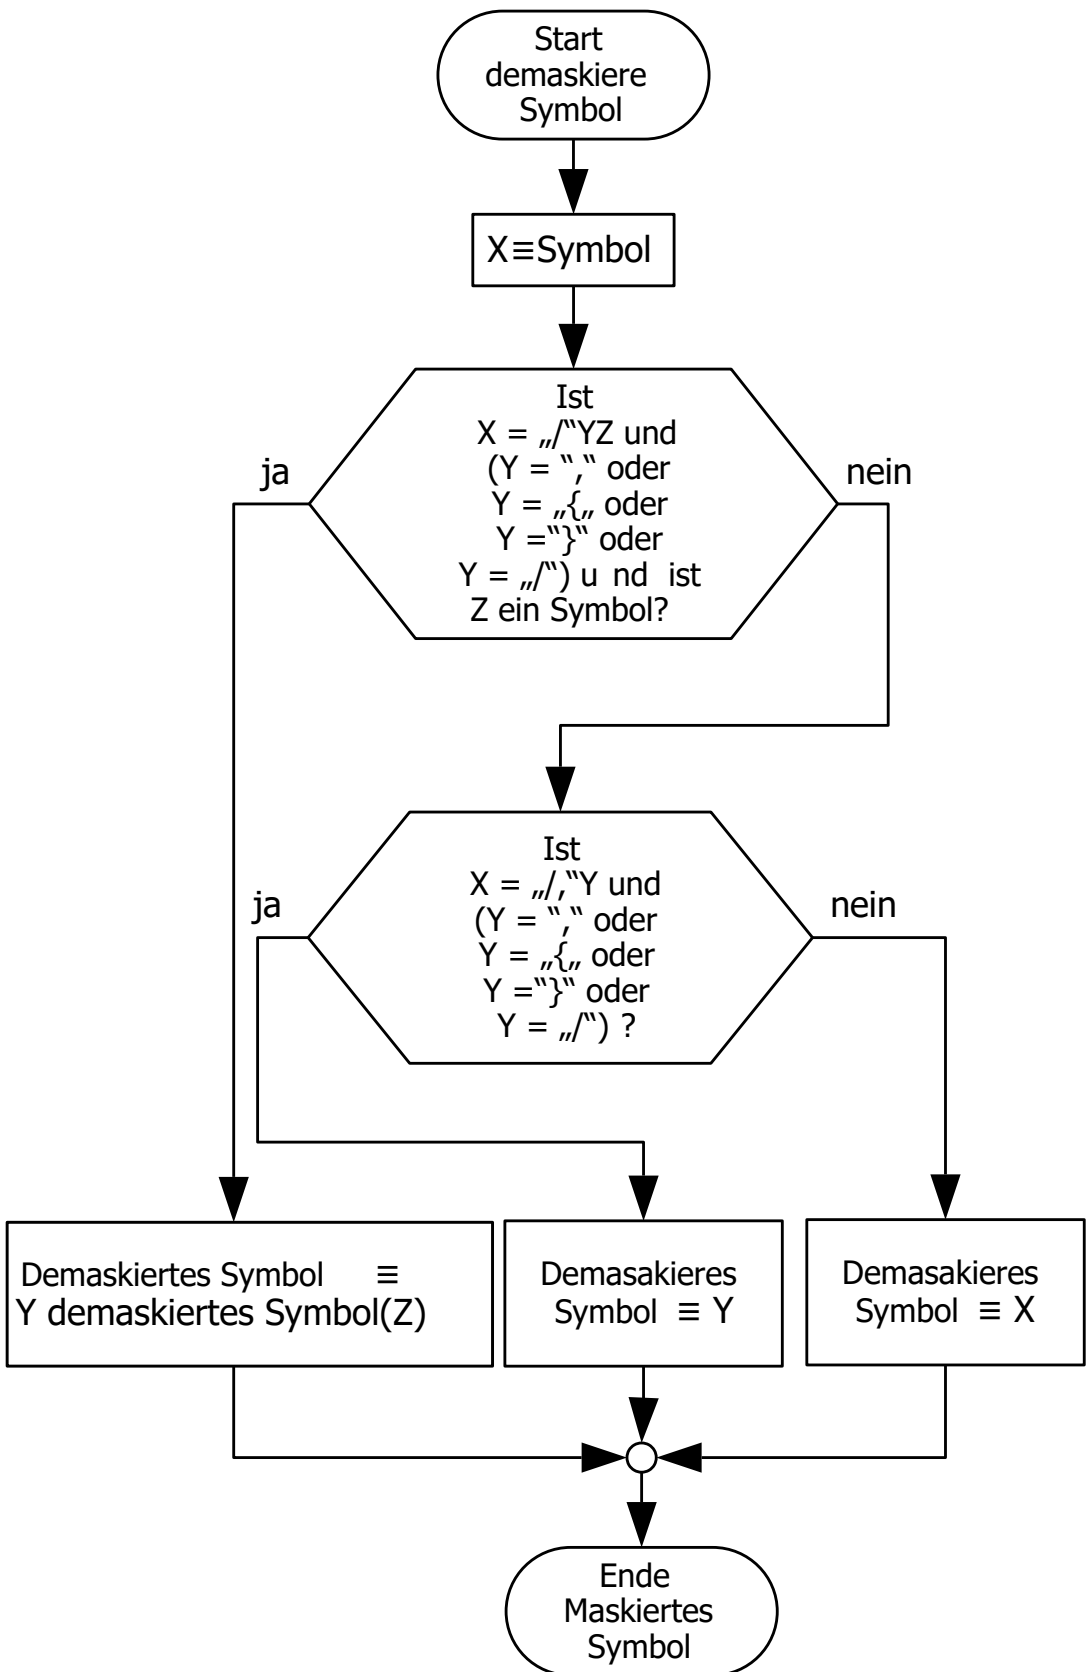 Start
demaskiere
Symbol
X≡Symbol
Ist
X = „/“YZ und
(Y = “,“ oder
Y = „{„ oder
Y =“}“ oder
Y = „/“) u nd ist
Z ein Symbol?
ja
nein
Ist
X = „/,“Y und
(Y = “,“ oder
Y = „{„ oder
Y =“}“ oder
Y = „/“) ?
ja
nein
Demaskiertes Symbol ≡
Y demaskiertes Symbol(Z)
Demasakieres
Symbol ≡ Y
Demasakieres
Symbol ≡ X
Ende
Maskiertes
Symbol